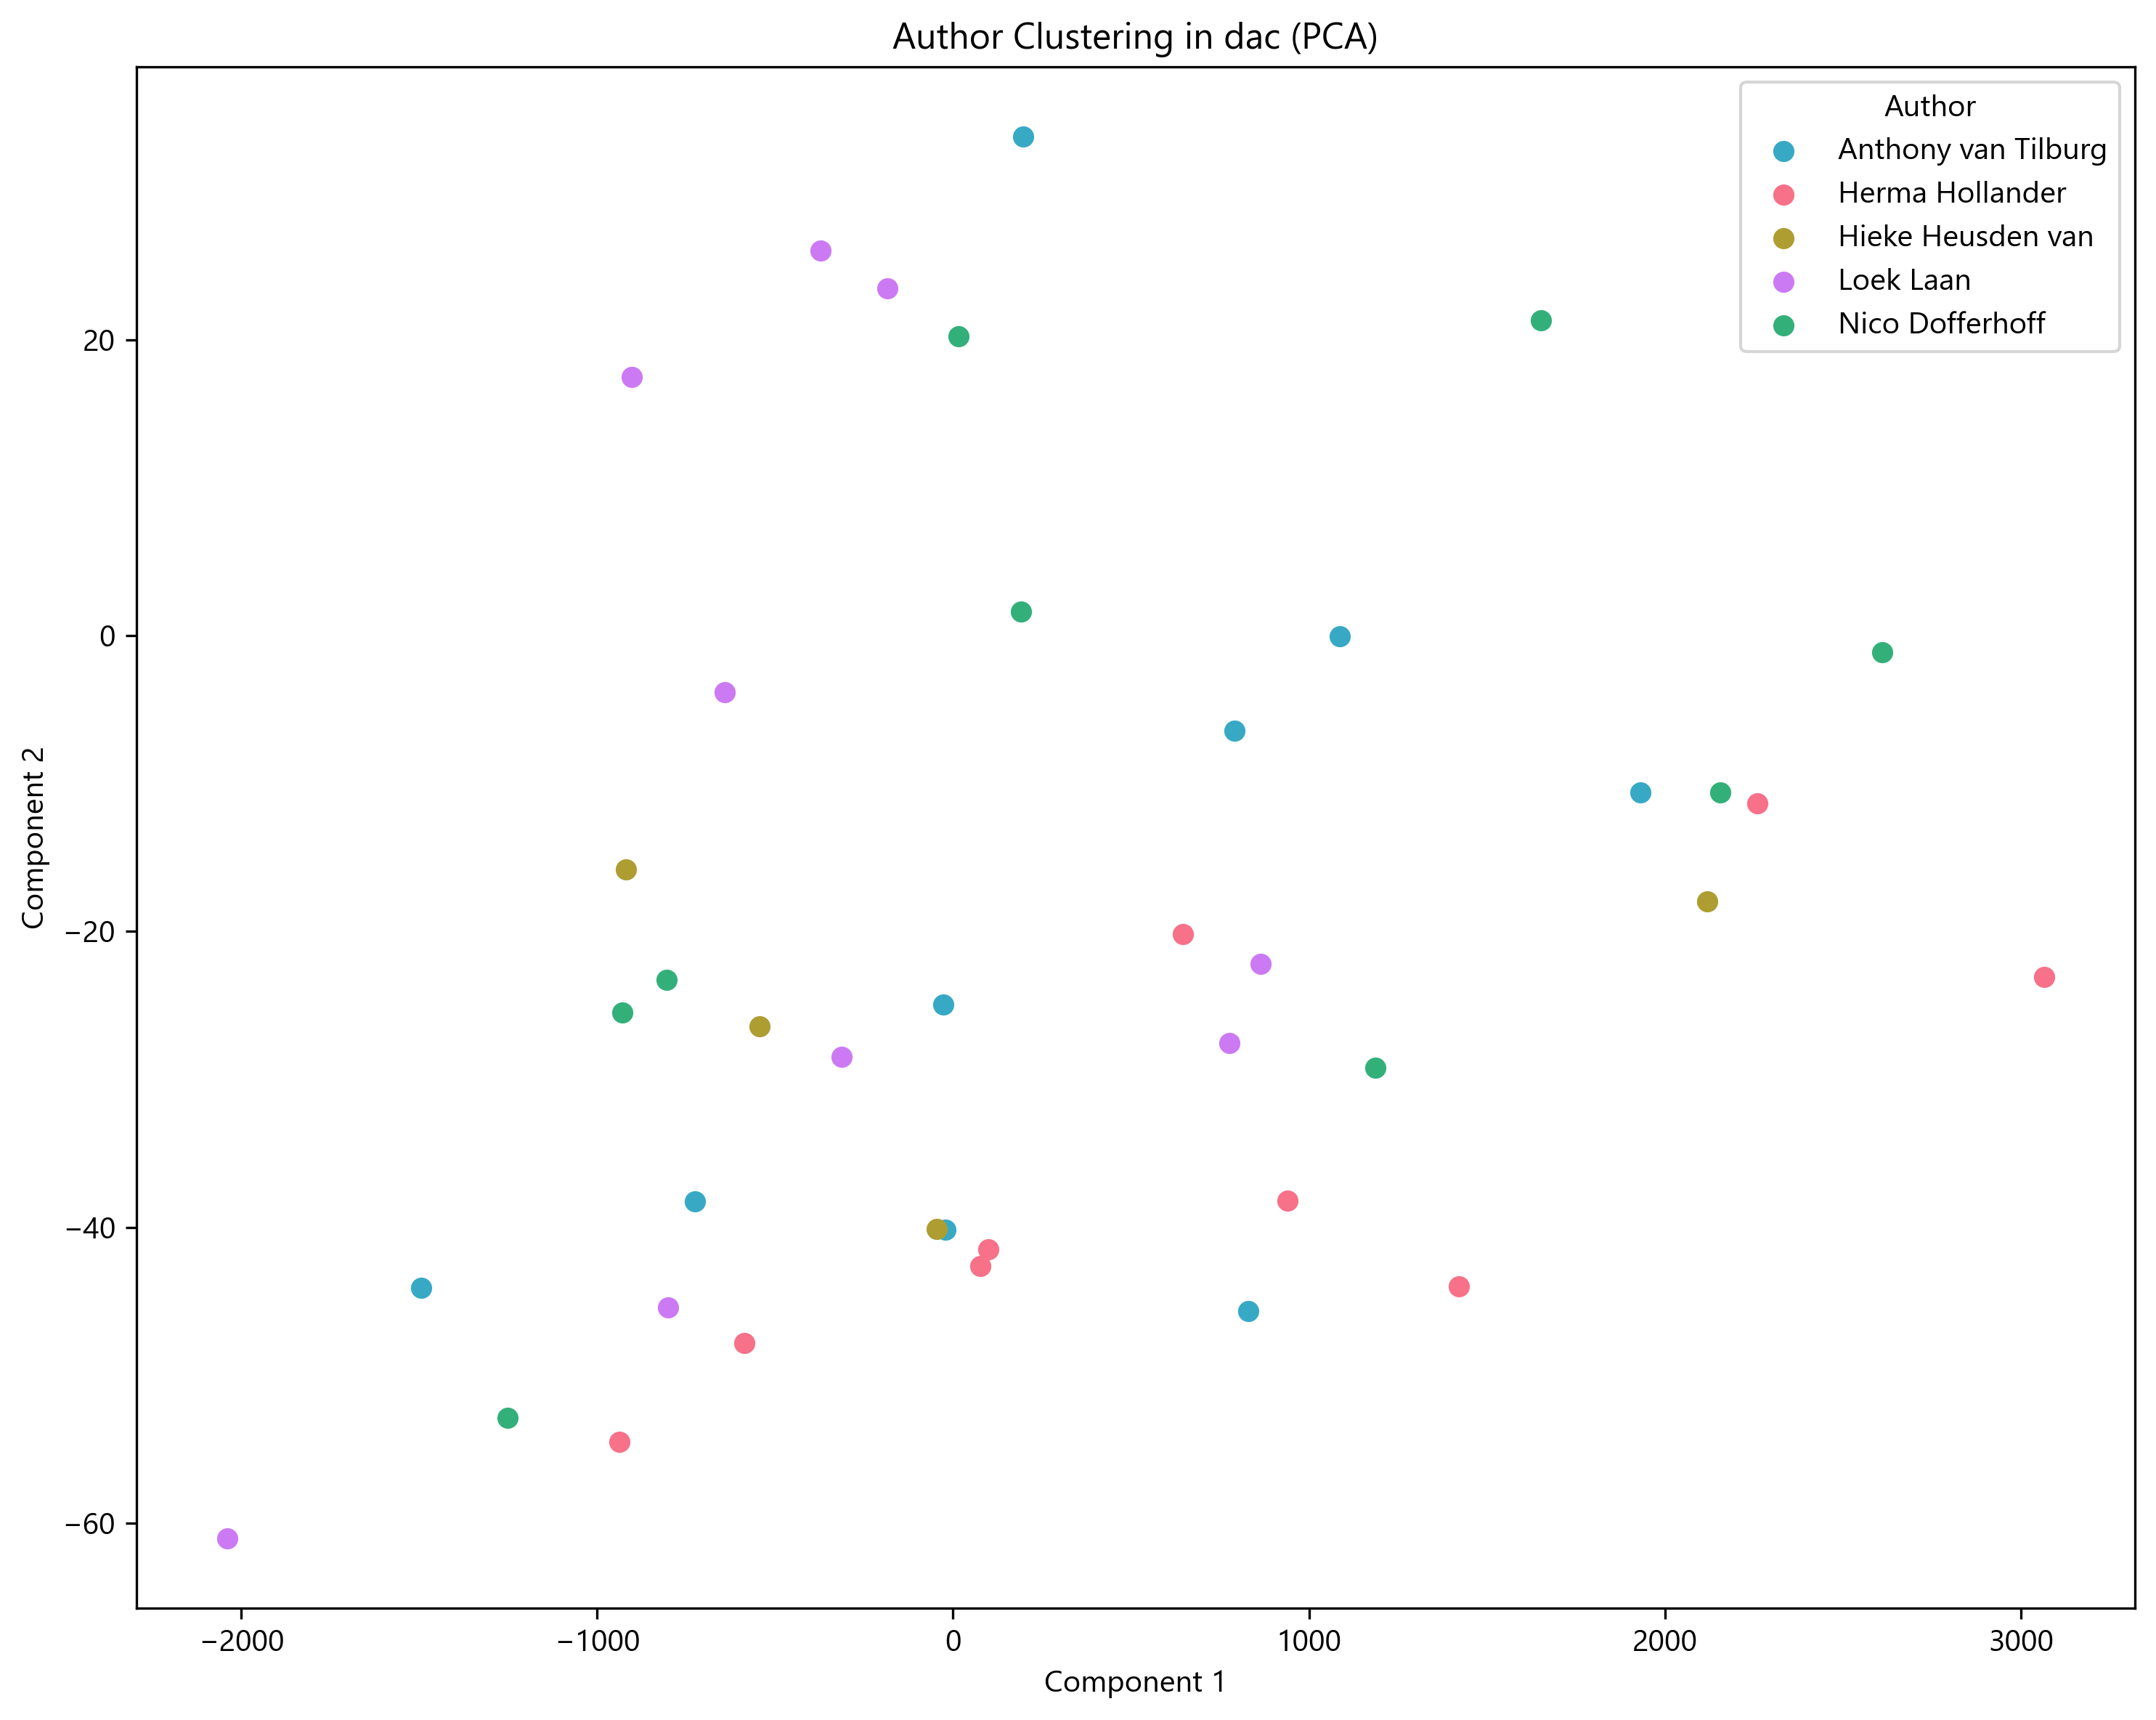 Author Clustering in dac (PCA)
Author
Anthony van Tilburg
Herma Hollander
Hieke Heusden van
Loek Laan
Nico Dofferhoff
20
0
−20
−40
−60
Component 2
−2000 −1000 0 1000 2000 3000
Component 1